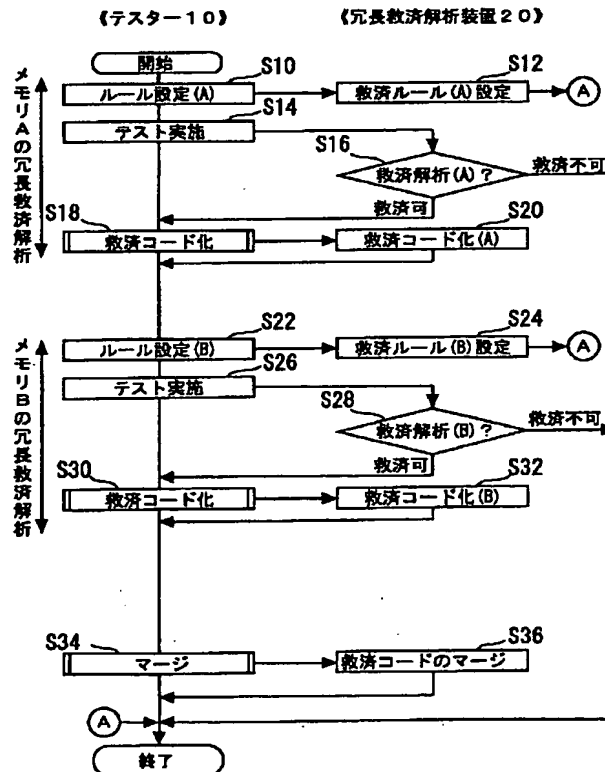 《テスター10》
《冗長救済解析装置20》
開始
S10
S12
ルール設定(A)
救済ルール(A)設定
A
S14
テスト実施
S16
救済解析(A)?
救済不可
救済可
S18
S20
救済コード化
救済コード化(A)
メモリAの冗長救済解析
S22
S24
ルール設定(B)
救済ルール(B)設定
A
S26
テスト実施
S28
救済解析(B)?
救済不可
救済可
S30
S32
救済コード化
救済コード化(B)
メモリBの冗長救済解析
S34
S36
マージ
救済コードのマージ
A
終了